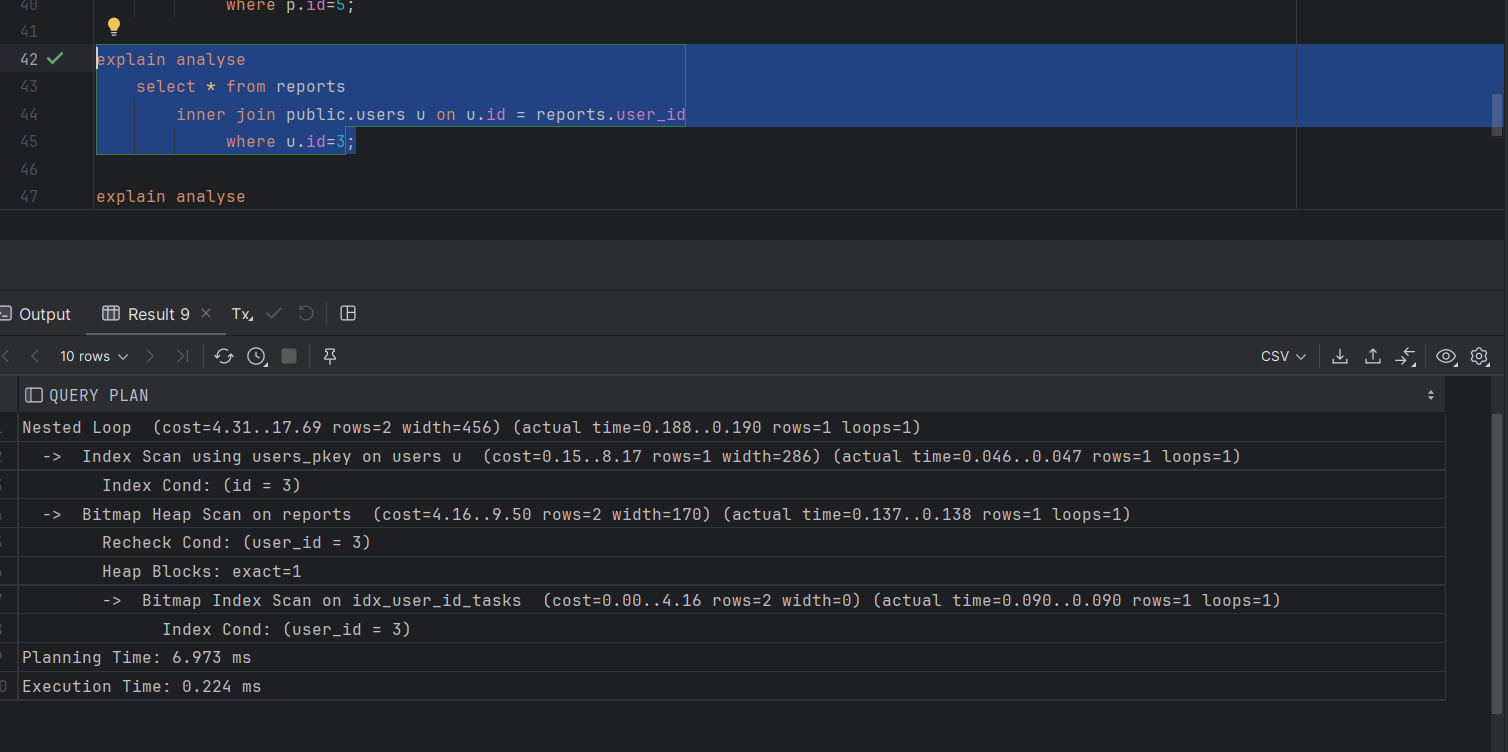 40 where p.id=5;
41
42 explain analyse
43 select * from reports
44 inner join public.users u on u.id = reports.user_id
45 where u.id=3;
46
47 explain analyse
Output Result 9 Tx
10 rows CSV
QUERY PLAN
Nested Loop (cost=4.31..17.69 rows=2 width=456) (actual time=0.188..0.190 rows=1 loops=1)
-> Index Scan using users_pkey on users u (cost=0.15..8.17 rows=1 width=286) (actual time=0.046..0.047 rows=1 loops=1)
Index Cond: (id = 3)
-> Bitmap Heap Scan on reports (cost=4.16..9.50 rows=2 width=170) (actual time=0.137..0.138 rows=1 loops=1)
Recheck Cond: (user_id = 3)
Heap Blocks: exact=1
-> Bitmap Index Scan on idx_user_id_tasks (cost=0.00..4.16 rows=2 width=0) (actual time=0.090..0.090 rows=1 loops=1)
Index Cond: (user_id = 3)
Planning Time: 6.973 ms
Execution Time: 0.224 ms